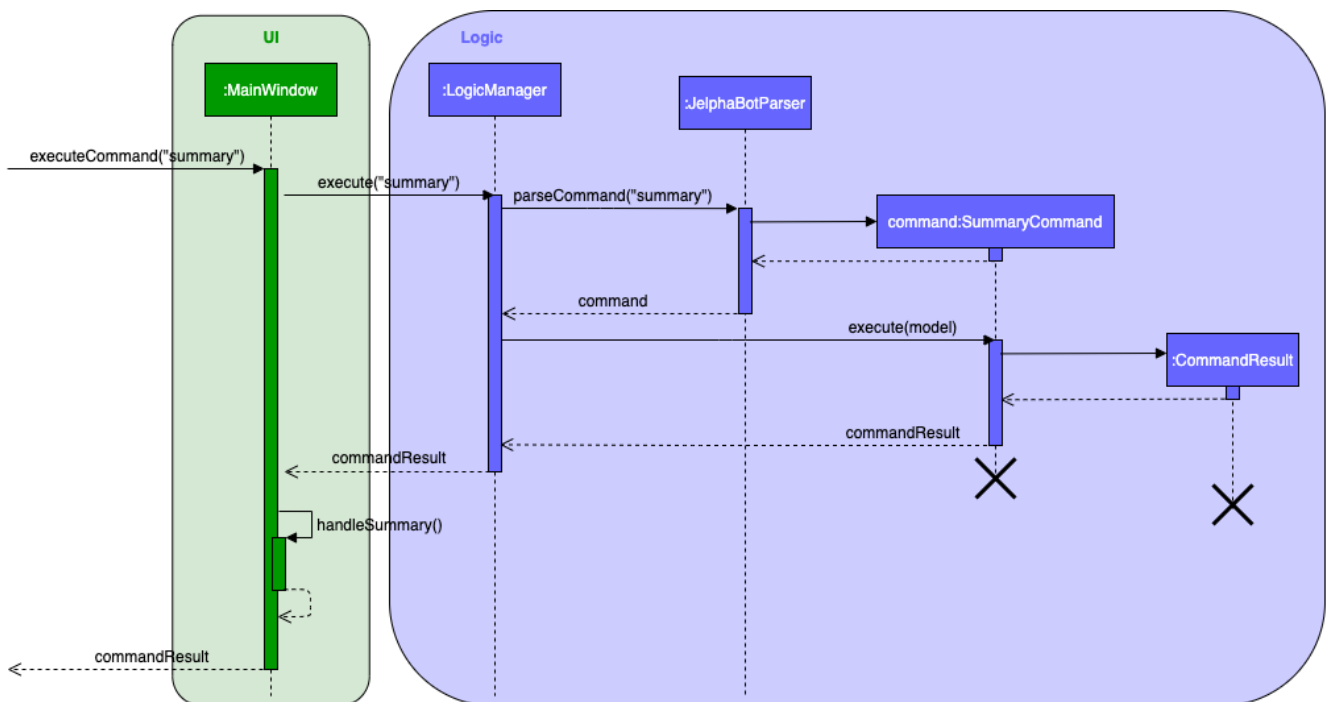 UI
Logic
:MainWindow
:LogicManager
:JelphaBotParser
executeCommand("summary")
execute("summary")
parseCommand("summary")
command:SummaryCommand
command
execute(model)
:CommandResult
commandResult
commandResult
handleSummary()
commandResult